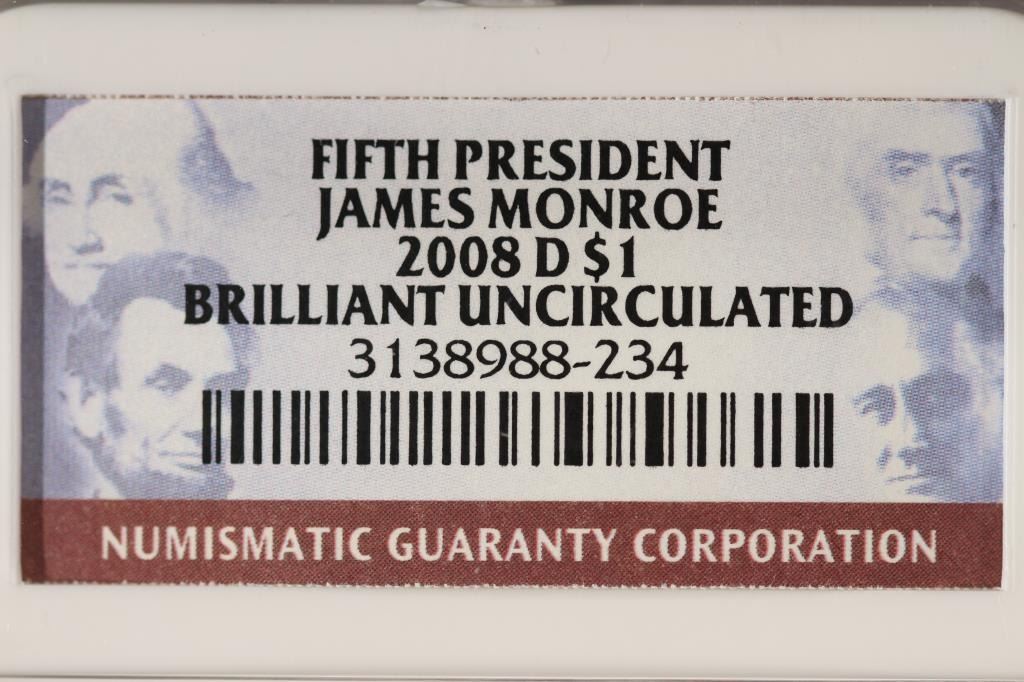 FIFTH PRESIDENT
JAMES MONROE
2008 D $1
BRILLIANT UNCIRCULATED
3138988-234
NUMISMATIC GUARANTY CORPORATION